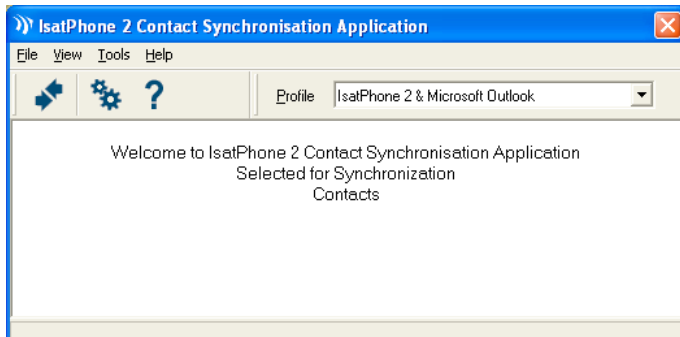 IsatPhone 2 Contact Synchronisation Application
File View Tools Help
? Profile IsatPhone 2 & Microsoft Outlook
Welcome to IsatPhone 2 Contact Synchronisation Application
Selected for Synchronization
Contacts